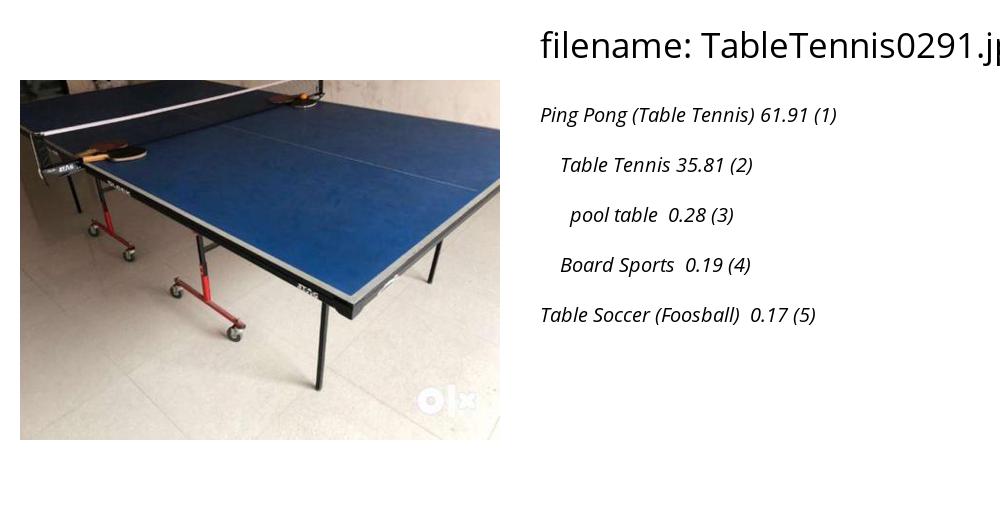 filename: TableTennis0291.jp
Ping Pong (Table Tennis) 61.91 (1)
Table Tennis 35.81 (2)
pool table 0.28 (3)
Board Sports 0.19 (4)
Table Soccer (Foosball) 0.17 (5)
STAG
STAG
olx